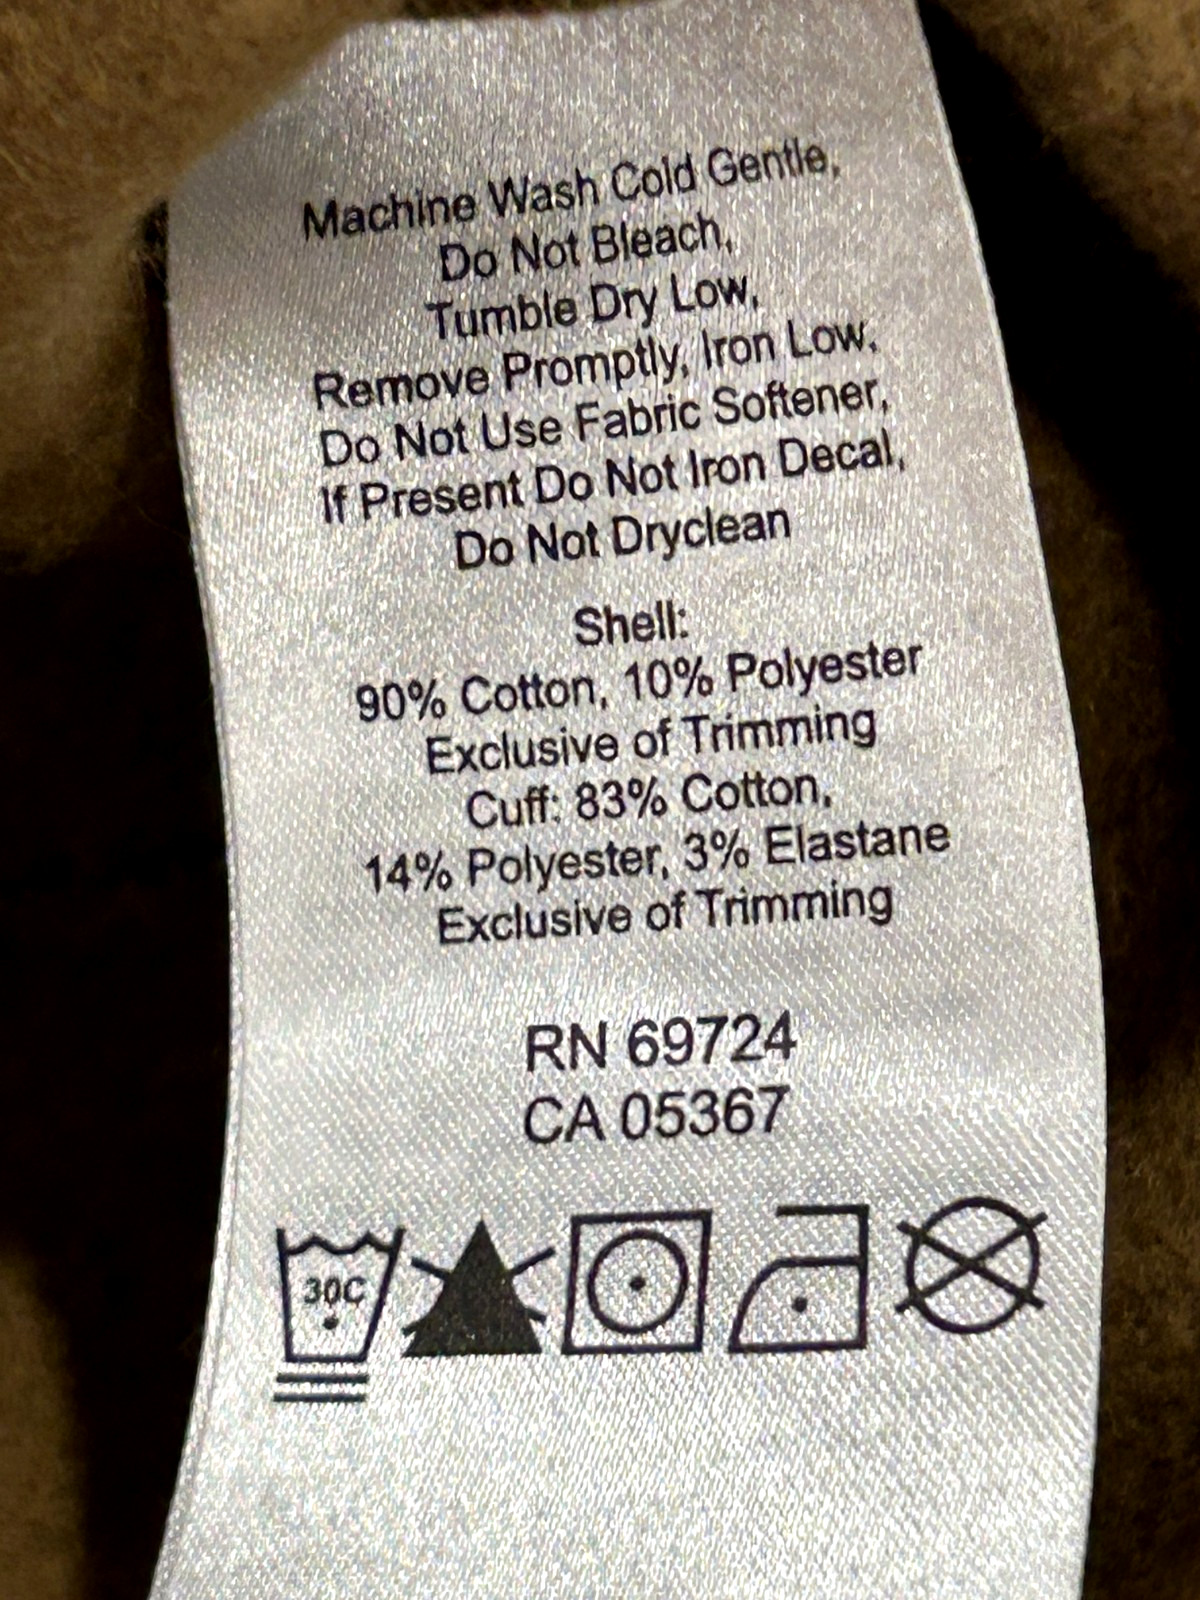 Machine Wash Cold Gentle,
Do Not Bleach,
Tumble Dry Low,
Remove Promptly, Iron Low,
Do Not Use Fabric Softener,
If Present Do Not Iron Decal,
Do Not Dryclean
Shell:
90% Cotton, 10% Polyester
Exclusive of Trimming
Cuff: 83% Cotton,
14% Polyester, 3% Elastane
Exclusive of Trimming
RN 69724
CA 05367
30C